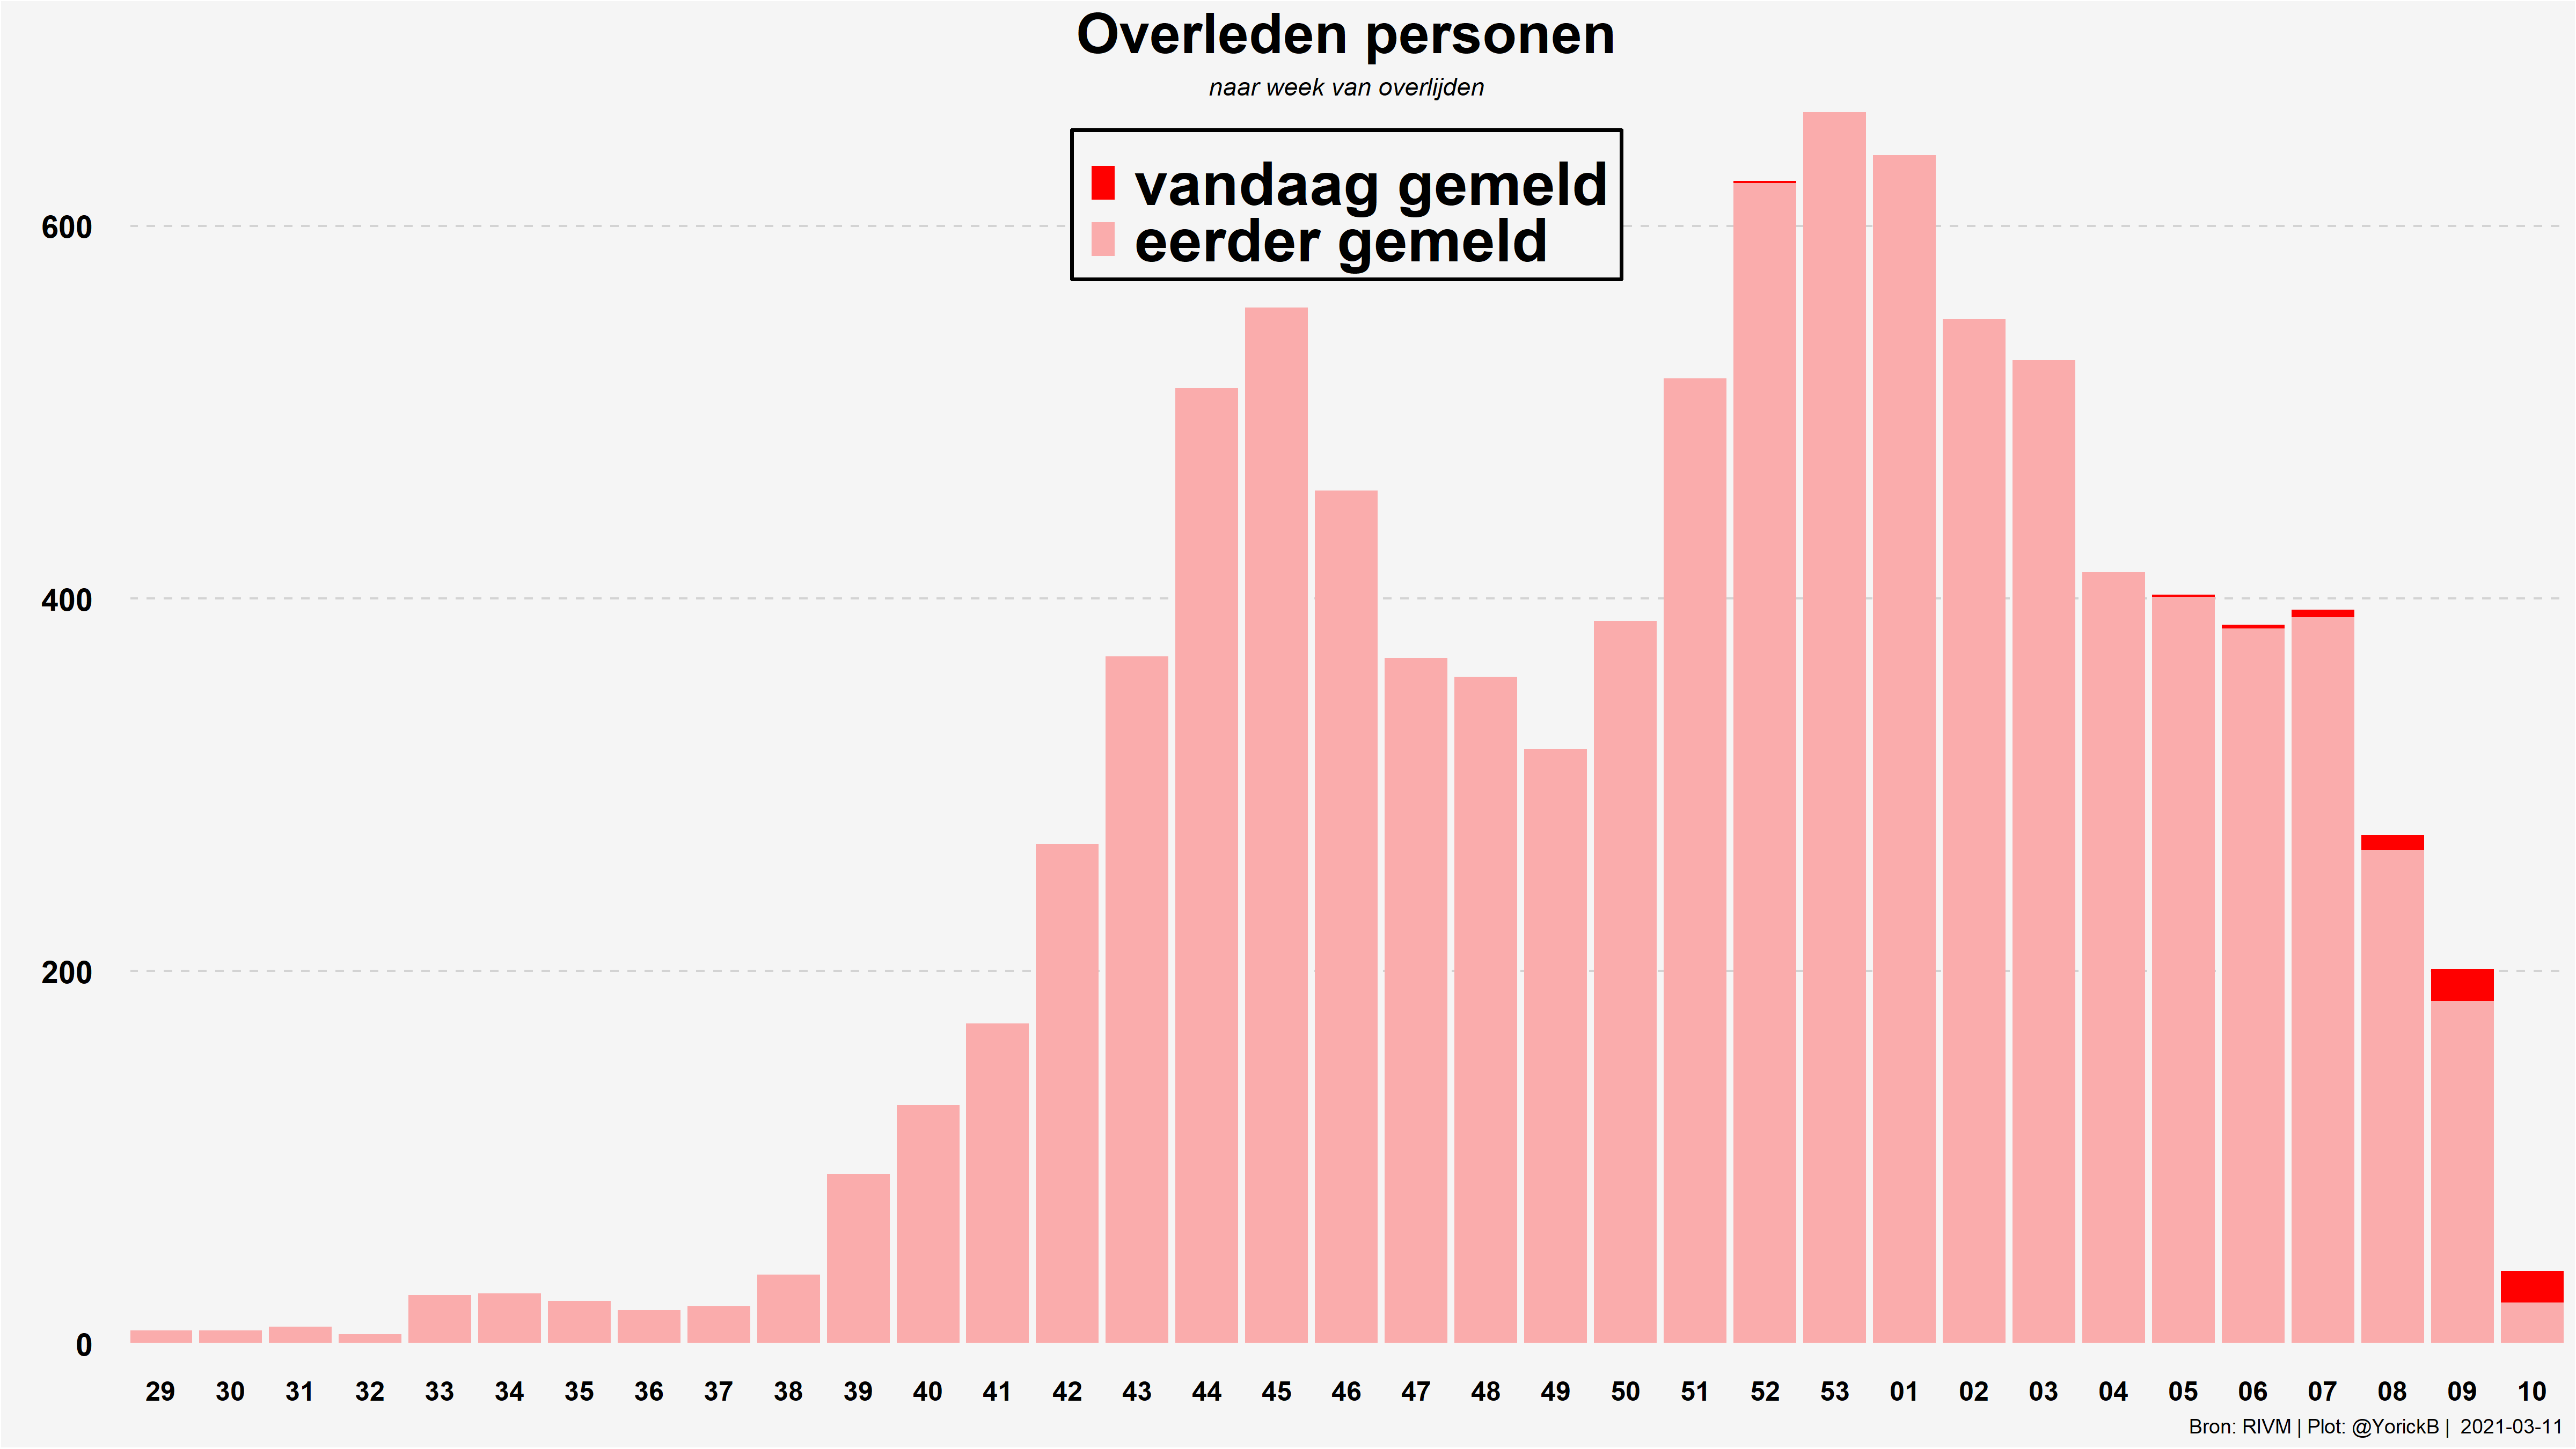 Overleden personen
naar week van overlijden
vandaag gemeld
eerder gemeld
600
400
200
0
29 30 31 32 33 34 35 36 37 38 39 40 41 42 43 44 45 46 47 48 49 50 51 52 53 01 02 03 04 05 06 07 08 09 10
Bron: RIVM | Plot: @YorickB | 2021-03-11